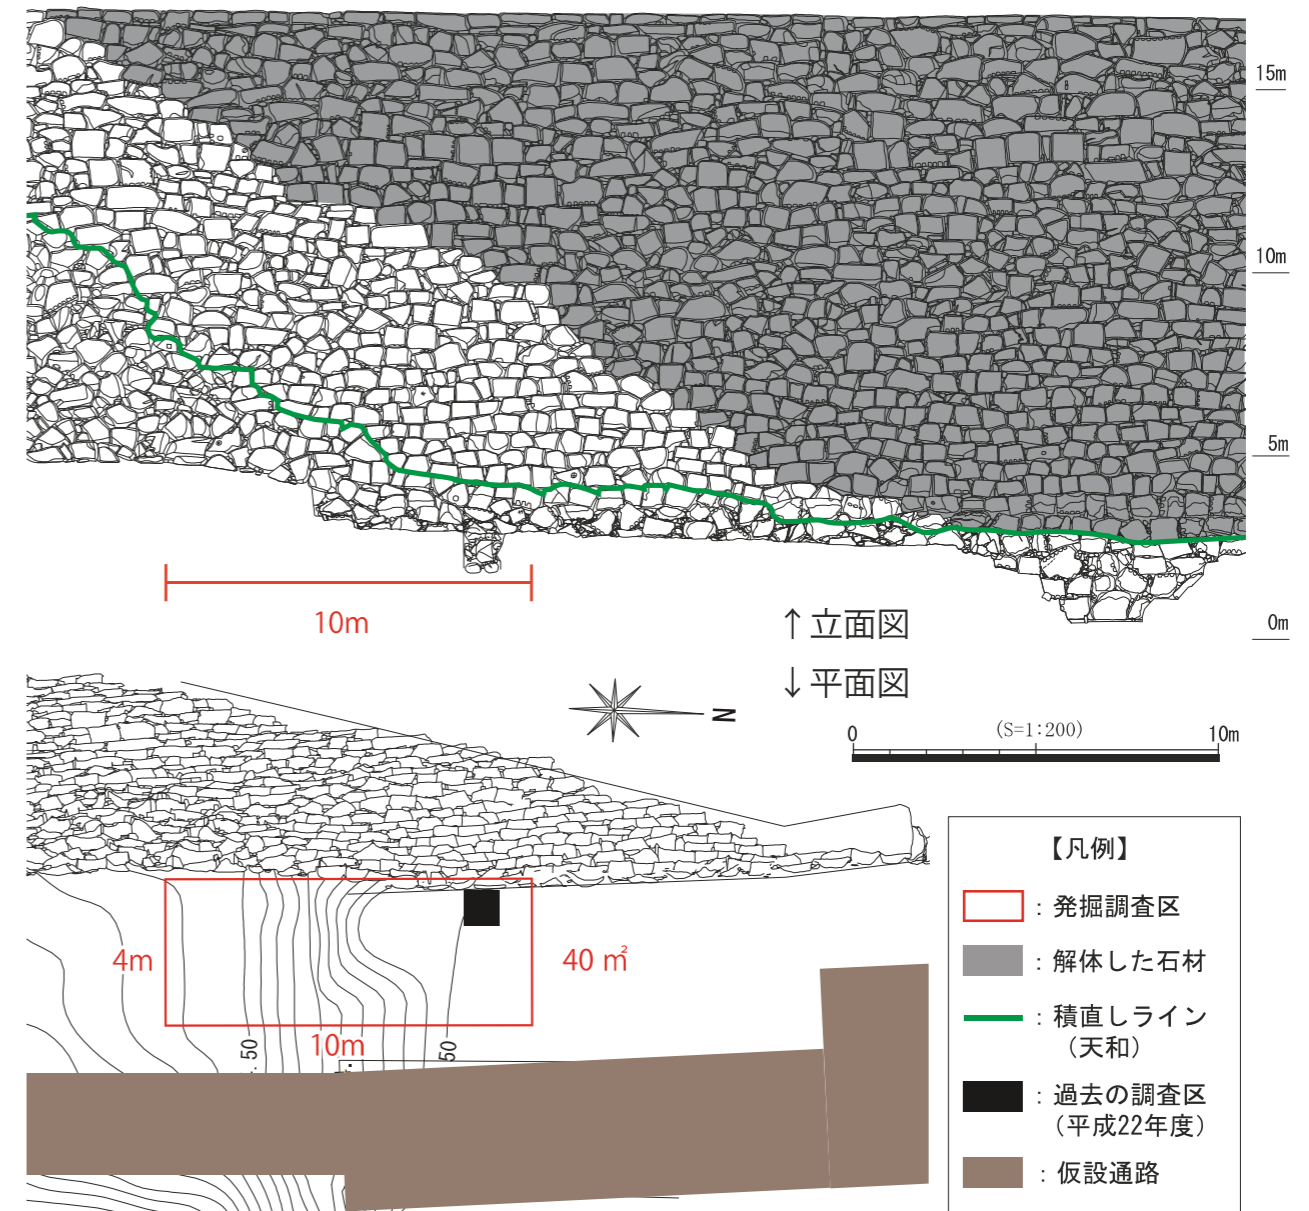 15m
10m
5m
0m
10m
↑立面図
↓平面図
N
0 (S=1:200) 10m
4m
40㎡
10m
.50
50
【凡例】
：発掘調査区
：解体した石材
：積直しライン
（天和）
：過去の調査区
（平成22年度）
：仮設通路